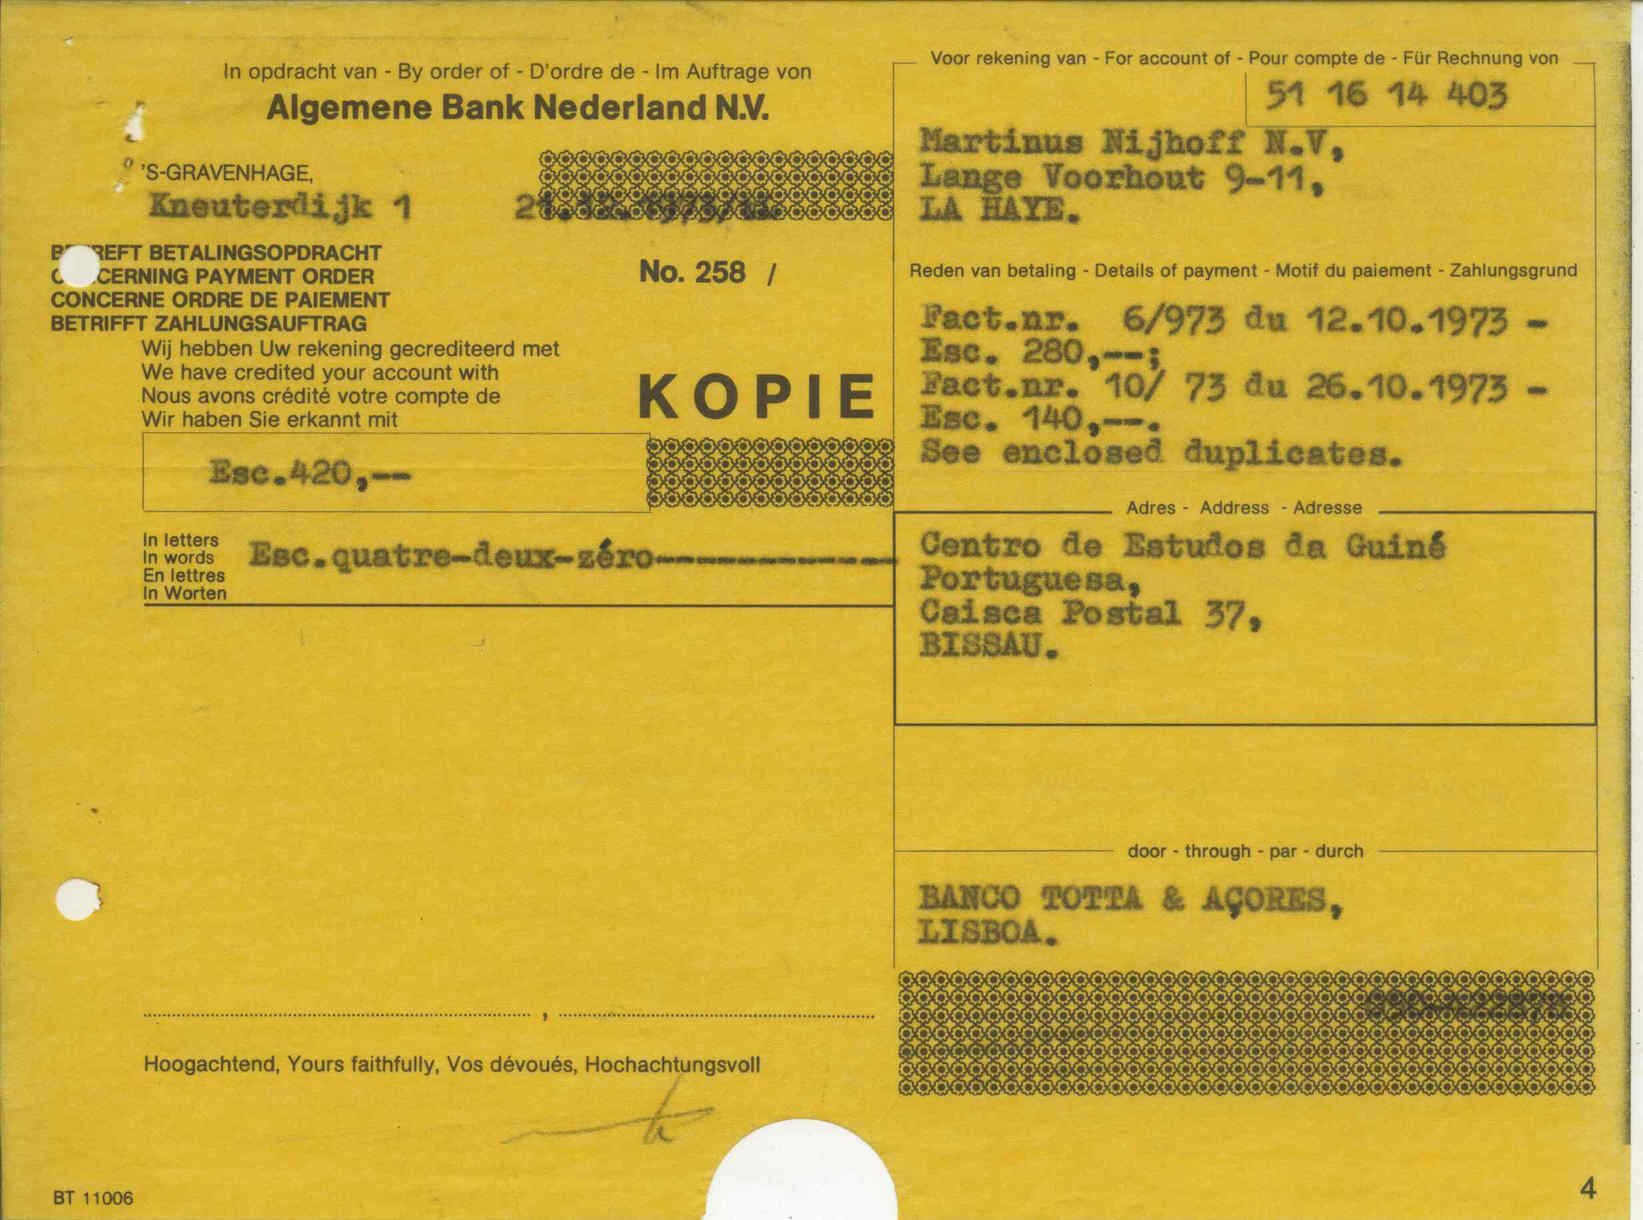 In opdracht van - By order of - D'ordre de - Im Auftrage von
Algemene Bank Nederland N.V.
'S-GRAVENHAGE,
Kneuterdijk 1
BETREFT BETALINGSOPDRACHT
CONCERNING PAYMENT ORDER
CONCERNE ORDRE DE PAIEMENT
BETRIFFT ZAHLUNGSAUFTRAG
No. 258 /
Wij hebben Uw rekening gecrediteerd met
We have credited your account with
Nous avons crédité votre compte de
Wir haben Sie erkannt mit
KOPIE
Esc.420,--
In letters
In words
En lettres
In Worten
Esc.quatre-deux-zéro--------------
Hoogachtend, Yours faithfully, Vos dévoués, Hochachtungsvoll
BT 11006
Voor rekening van - For account of - Pour compte de - Für Rechnung von
51 16 14 403
Martinus Nijhoff N.V,
Lange Voorhout 9-11,
LA HAYE.
Reden van betaling - Details of payment - Motif du paiement - Zahlungsgrund
Fact.nr. 6/973 du 12.10.1973 -
Esc. 280,--;
Fact.nr. 10/ 73 du 26.10.1973 -
Esc. 140,--.
See enclosed duplicates.
Adres - Address - Adresse
Centro de Estudos da Guiné
Portuguesa,
Caisca Postal 37,
BISSAU.
door - through - par - durch
BANCO TOTTA & AÇORES,
LISBOA.
4